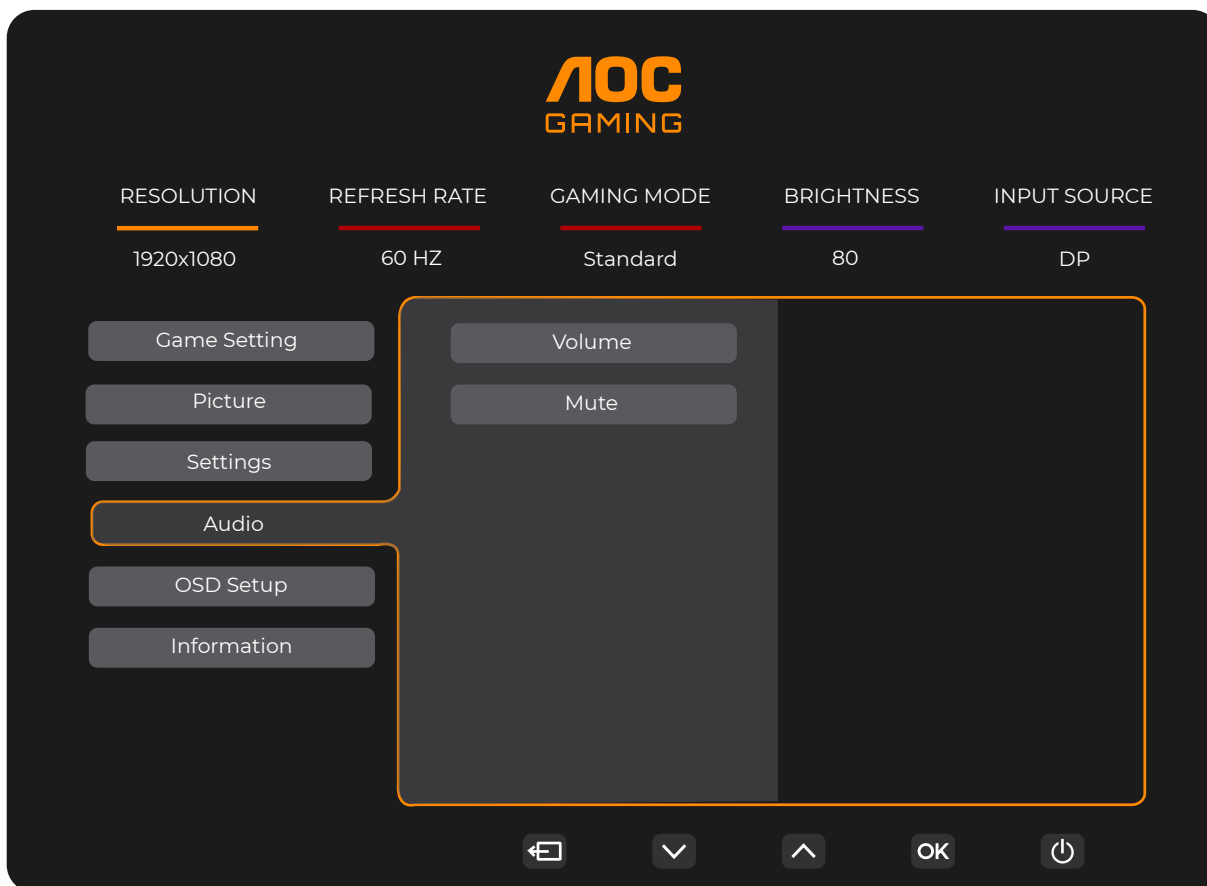 AOC
GAMING
RESOLUTION REFRESH RATE GAMING MODE BRIGHTNESS INPUT SOURCE
1920x1080 60 HZ Standard 80 DP
Game Setting
Volume
Picture
Mute
Settings
Audio
OSD Setup
Information
OK